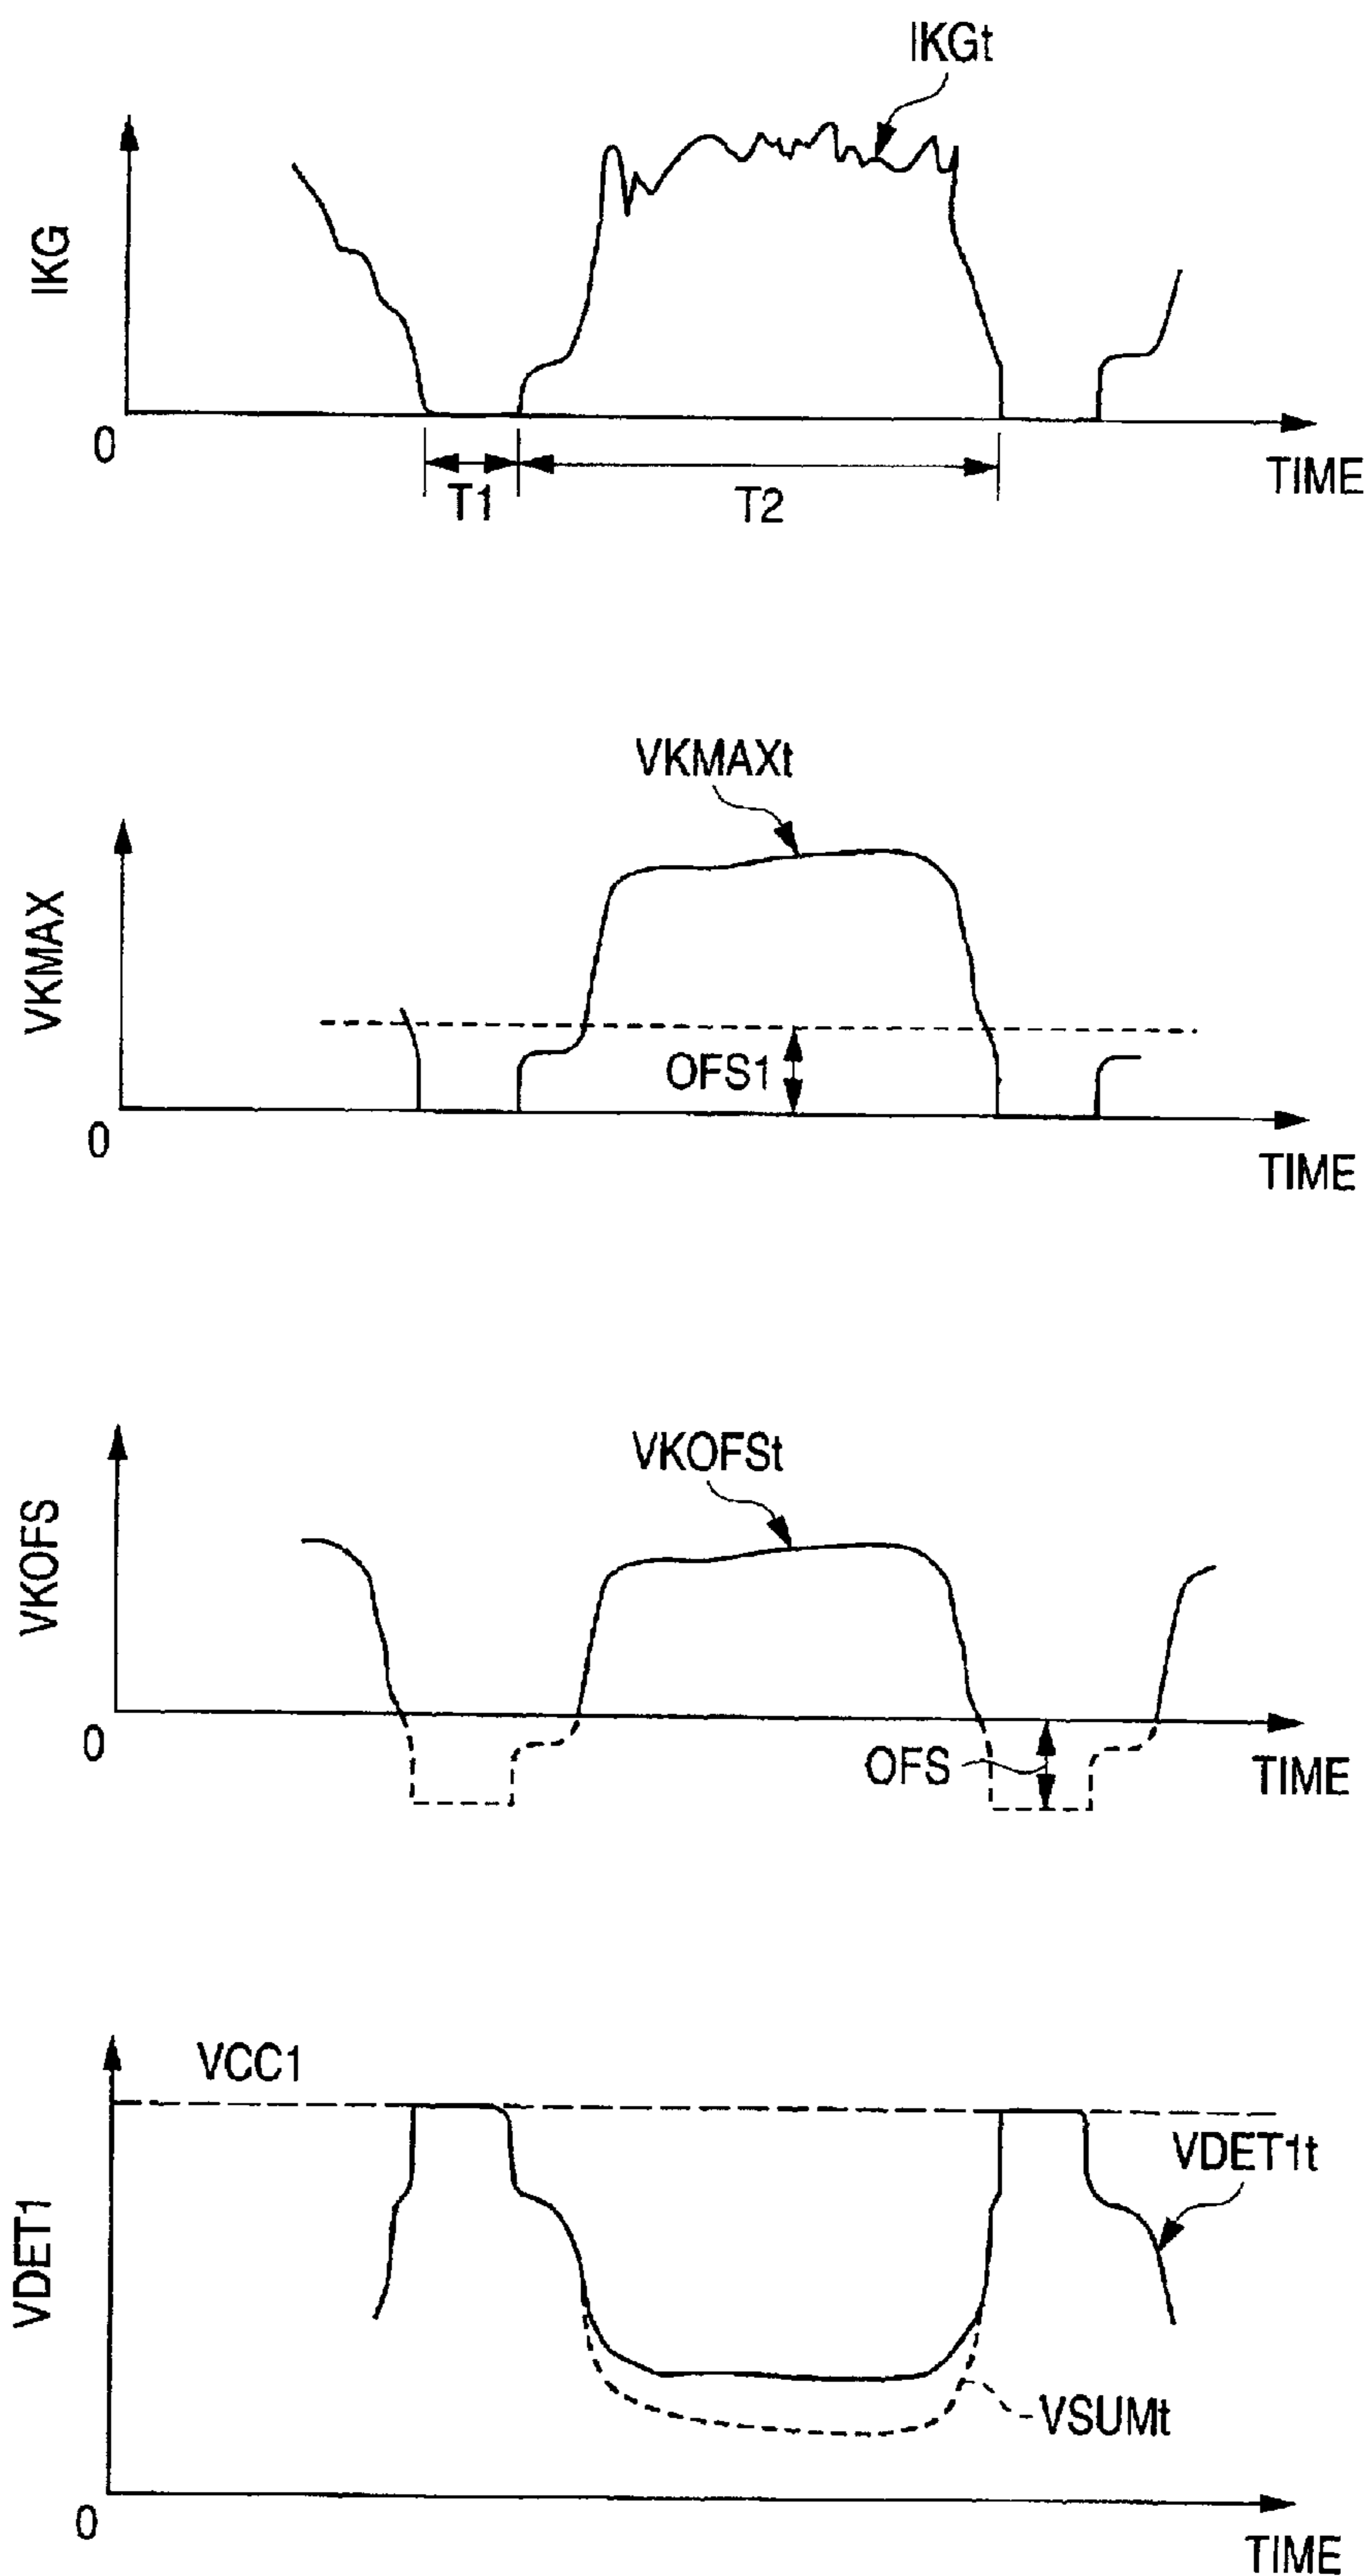 IKGt
IKG
0
T1
T2
TIME
VKMAXt
VKMAX
OFS1
0
TIME
VKOFSt
VKOFS
0
OFS
TIME
VCC1
VDET1t
VDET1
VSUMt
0
TIME